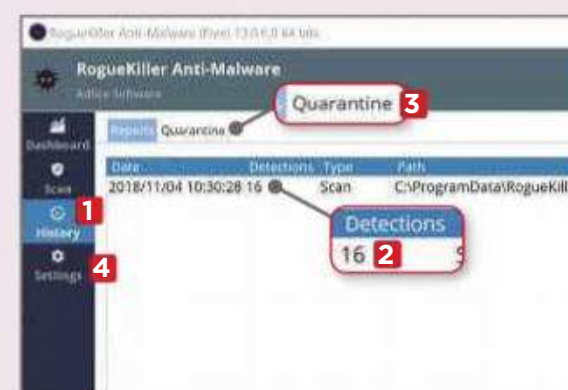 RogueKiller Anti-Malware (Free) 13.0.6.0 64 bits
RogueKiller Anti-Malware
Adlice Software
Quarantine 3
Dashboard
Reports Quarantine
Date Detections Type Path
Scan
2018/11/04 10:30:28 16 Scan C:\ProgramData\RogueKill
1
History
Detections
16 2 S
4
Settings